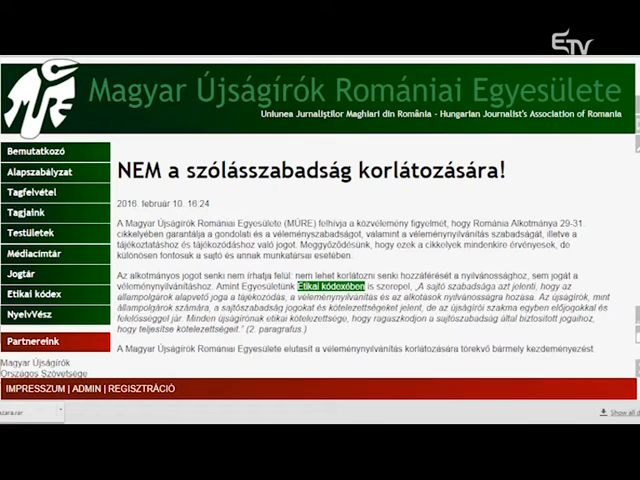 ETV
MÚRE
Magyar Újságírók Romániai Egyesülete
Uniunea Jurnaliştilor Maghiari din România - Hungarian Journalist's Association of Romania
Bemutatkozó
Alapszabályzat
Tagfelvétel
Tagjaink
Testületek
Médiacímtár
Jogtár
Etikai kódex
NyelvVész
Partnereink
Magyar Újságírók
Országos Szövetsége
NEM a szólásszabadság korlátozására!
2016. február 10. 16:24
A Magyar Újságírók Romániai Egyesülete (MÚRE) felhívja a közvélemény figyelmét, hogy Románia Alkotmánya 29-31.
cikkelyében garantálja a gondolati és a véleményszabadságot, valamint a véleménynyilvánítás szabadságát, illetve a
tájékoztatáshoz és tájékozódáshoz való jogot. Meggyőződésünk, hogy ezek a cikkelyek mindenkire érvényesek, de
különösen fontosak a sajtó és annak munkatársai esetében.
Az alkotmányos jogot senki nem írhatja felül: nem lehet korlátozni senki hozzáférését a nyilvánossághoz, sem jogát a
véleménynyilvánításhoz. Amint Egyesületünk Etikai kódexében is szerepel, „A sajtó szabadsága azt jelenti, hogy az
állampolgárok alapvető joga a tájékozódás, a véleménynyilvánítás és az alkotások nyilvánosságra hozása. Az újságírók, mint
állampolgárok számára, a sajtószabadság jogokat és kötelezettségeket jelent, de az újságírói szakma egyben előjogokkal és
felelősséggel jár. Minden újságírónak etikai kötelezettsége, hogy ragaszkodjon a sajtószabadság által biztosított jogaihoz,
hogy teljesítse kötelezettségeit.” (2. paragrafus.)
A Magyar Újságírók Romániai Egyesülete elutasít a véleménynyilvánítás korlátozására törekvő bármely kezdeményezést.
IMPRESSZUM | ADMIN | REGISZTRÁCIÓ
zara.rar
Show all d